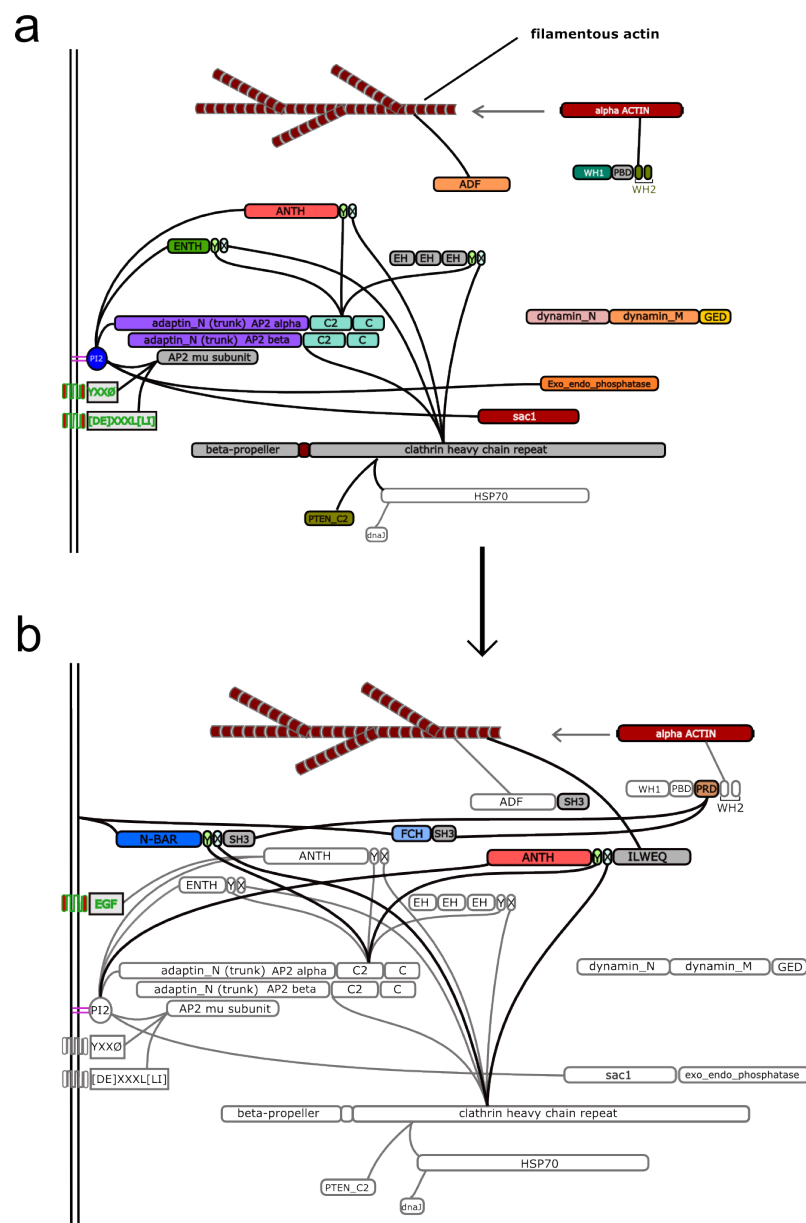 a
filamentous actin
alpha ACTIN
WH1 PBD
WH2
ADF
ANTH Y X
ENTH Y X
EH EH EH Y X
adaptin_N (trunk) AP2 alpha C2 C
adaptin_N (trunk) AP2 beta C2 C
dynamin_N dynamin_M GED
PI2
AP2 mu subunit
YXXØ
Exo_endo_phosphatase
[DE]XXXL[LI]
sac1
beta-propeller clathrin heavy chain repeat
HSP70
PTEN_C2
dnaJ
b
alpha ACTIN
WH1 PBD PRD
WH2
ADF SH3
N-BAR Y X SH3
FCH SH3
ANTH Y X
ANTH Y X ILWEQ
ENTH Y X
EGF
EH EH EH Y X
adaptin_N (trunk) AP2 alpha C2 C
dynamin_N dynamin_M GED
adaptin_N (trunk) AP2 beta C2 C
PI2
AP2 mu subunit
YXXØ
[DE]XXXL[LI]
sac1 exo_endo_phosphatase
beta-propeller clathrin heavy chain repeat
HSP70
PTEN_C2
dnaJ